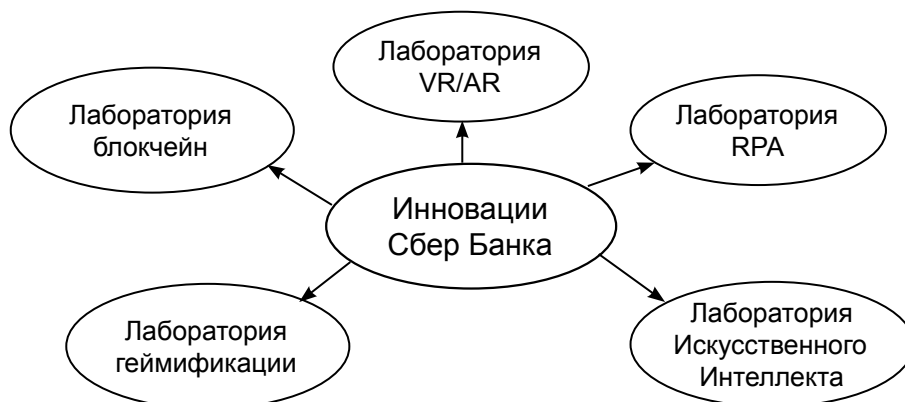 Лаборатория
VR/AR
Лаборатория
блокчейн
Лаборатория
RPA
Инновации
Сбер Банка
Лаборатория
геймификации
Лаборатория
Искусственного
Интеллекта